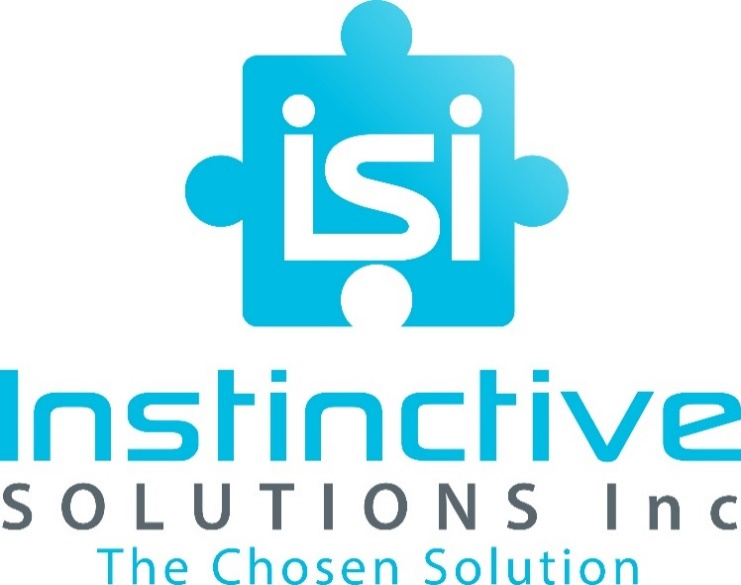 isi
Instinctive
SOLUTIONS Inc
The Chosen Solution